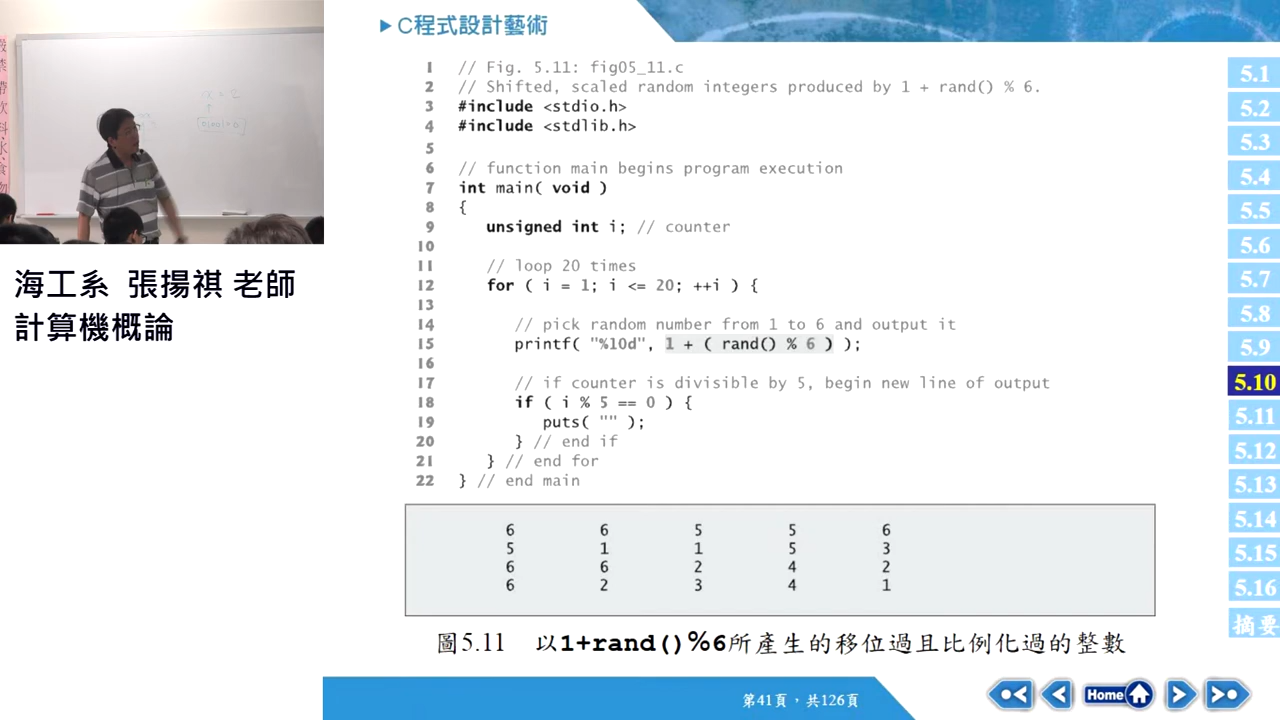 C程式設計藝術
海工系 張揚祺 老師
計算機概論
嚴禁帶飲料.水.食物
1 // Fig. 5.11: fig05_11.c
2 // Shifted, scaled random integers produced by 1 + rand() % 6.
3 #include <stdio.h>
4 #include <stdlib.h>
5
6 // function main begins program execution
7 int main( void )
8 {
9 unsigned int i; // counter
10
11 // loop 20 times
12 for ( i = 1; i <= 20; ++i ) {
13
14 // pick random number from 1 to 6 and output it
15 printf( "%10d", 1 + ( rand() % 6 ) );
16
17 // if counter is divisible by 5, begin new line of output
18 if ( i % 5 == 0 ) {
19 puts( "" );
20 } // end if
21 } // end for
22 } // end main
6 6 5 5 6
5 1 1 5 3
6 6 2 4 2
6 2 3 4 1
圖5.11 以1+rand()%6所產生的移位過且比例化過的整數
5.1
5.2
5.3
5.4
5.5
5.6
5.7
5.8
5.9
5.10
5.11
5.12
5.13
5.14
5.15
5.16
摘要
第41頁，共126頁
Home